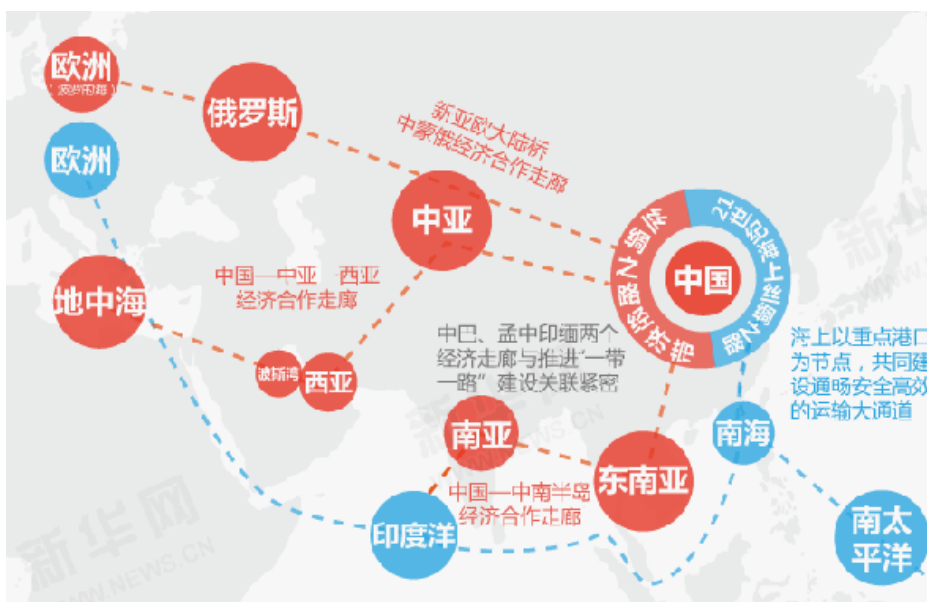 欧洲
（波罗的海）
俄罗斯
欧洲
新亚欧大陆桥
中蒙俄经济合作走廊
中亚
丝绸之路经济带
21世纪海上丝绸之路
中国
地中海
中国—中亚—西亚
经济合作走廊
波斯湾
西亚
中巴、孟中印缅两个
经济走廊与推进“一带
一路”建设关联紧密
海上以重点港口
为节点，共同建
设通畅安全高效
的运输大通道
南亚
东南亚
南海
中国—中南半岛
经济合作走廊
印度洋
南太
平洋
新华网
WWW.NEWS.CN